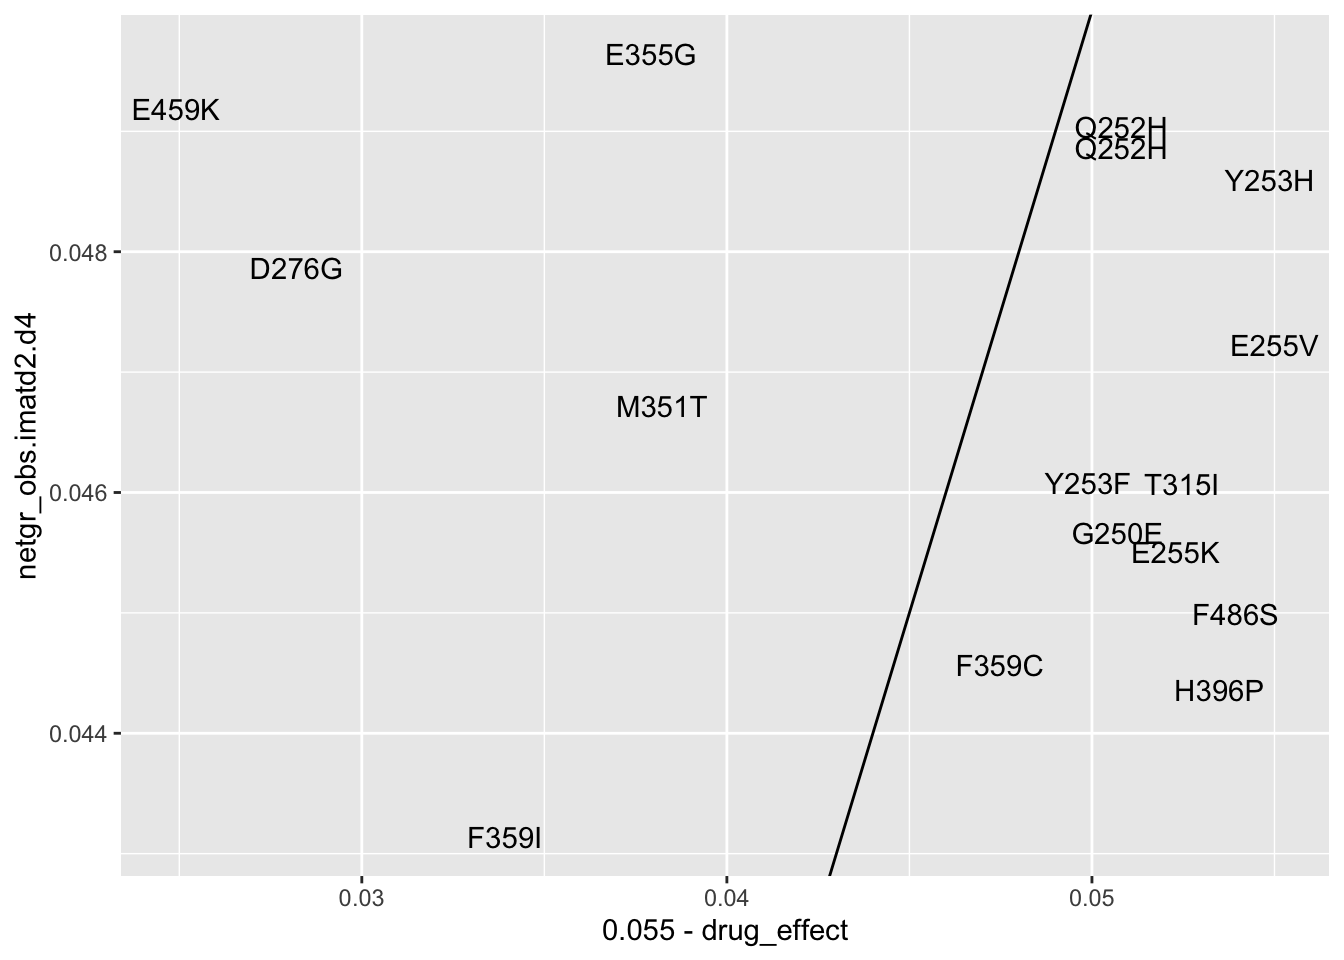 E355G
E459K
Q252H
Q252H
Y253H
0.048
D276G
E255V
M351T
0.046
Y253F
T315I
G250E
E255K
F486S
F359C
H396P
0.044
F359I
0.03
0.04
0.05
0.055 - drug_effect
netgr_obs.imatd2.d4